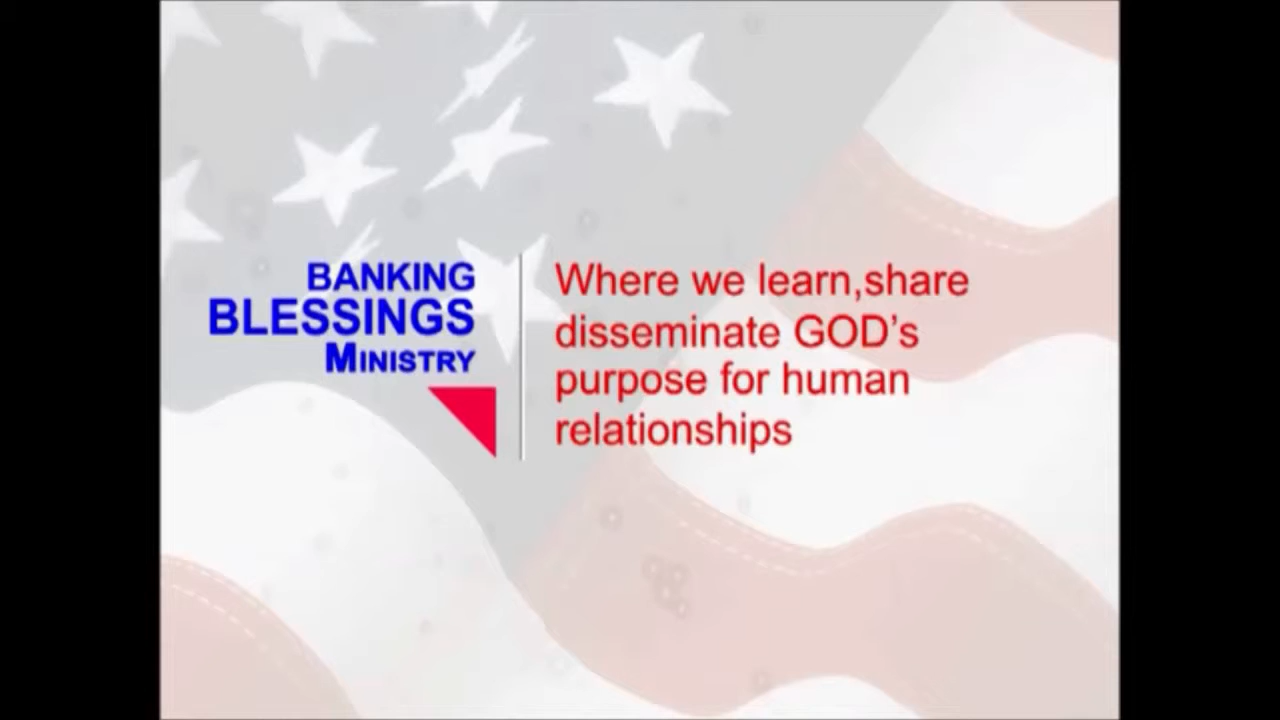 BANKING
BLESSINGS
MINISTRY
Where we learn,share
disseminate GOD's
purpose for human
relationships